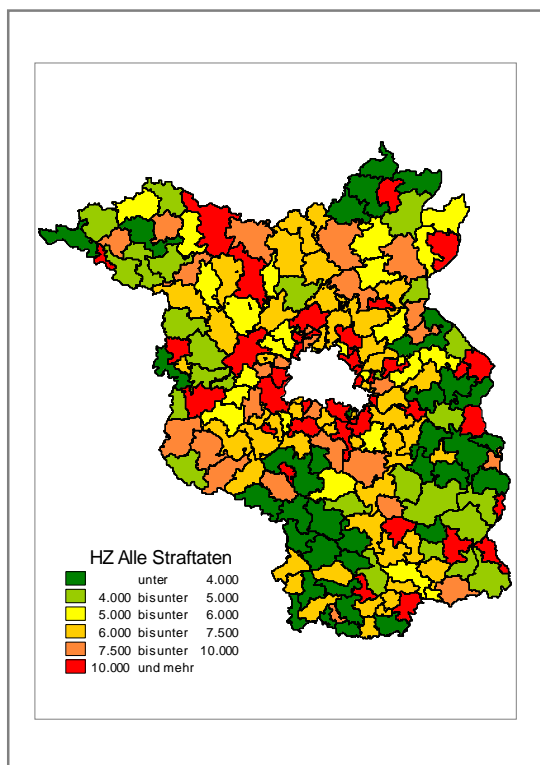 HZ Alle Straftaten
unter 4.000
4.000 bisunter 5.000
5.000 bisunter 6.000
6.000 bisunter 7.500
7.500 bisunter 10.000
10.000 und mehr